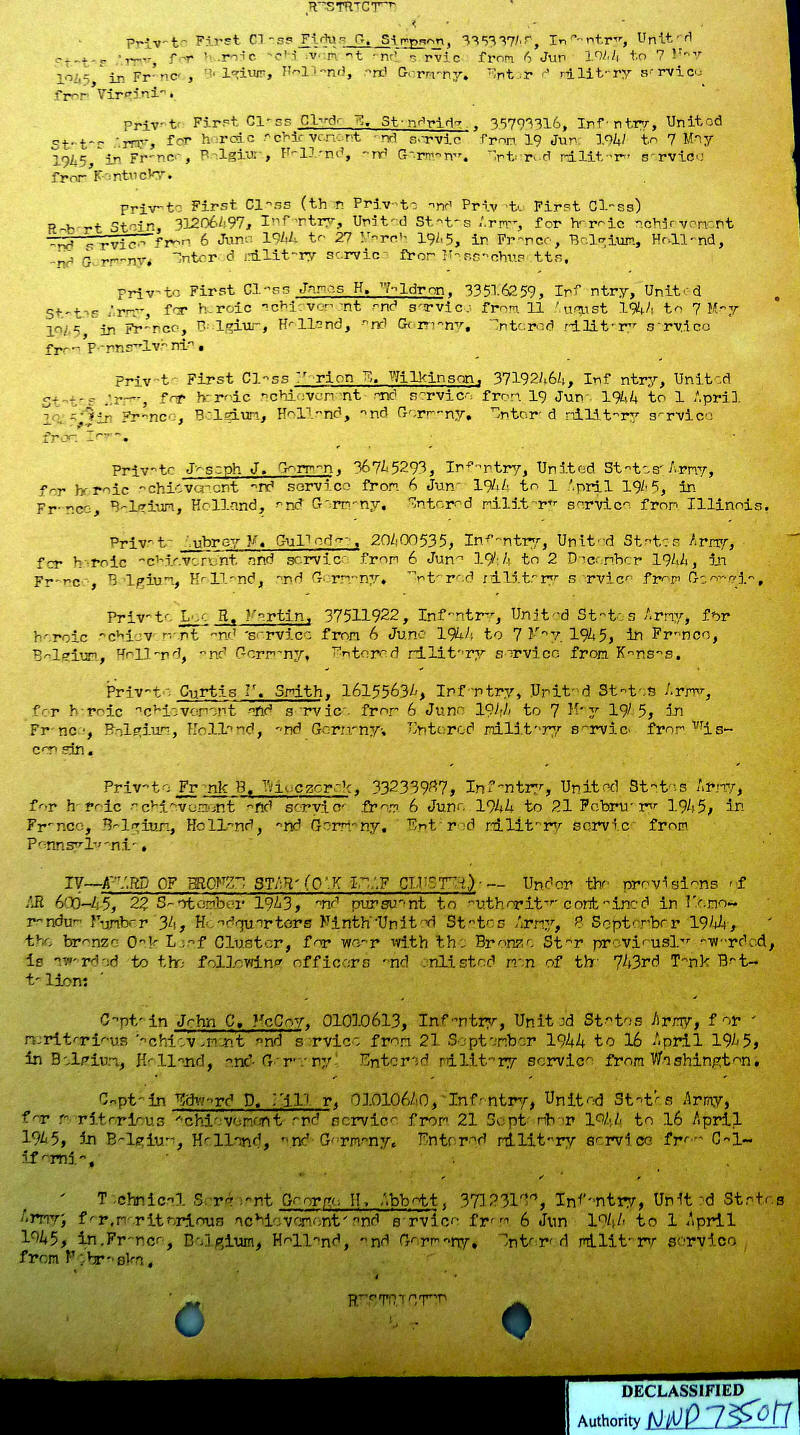 RESTRICTED
Private First Class Fidus G. Simpson, Infantry, United
States Army, for heroic achievement and service from 6 June 1944 to 7 May
1945, in France, Belgium, Holland, and Germany. Entered military service
from Virginia.
Private First Class Clyde E. Standridge, 35793316, Infantry, United
States Army, for heroic achievement and service from 19 June 1944 to 7 May
1945, in France, Belgium, Holland, and Germany. Entered military service
from Kentucky.
Private First Class (then Private and Private First Class)
Robert Stein, 31206497, Infantry, United States Army, for heroic achievement
and service from 6 June 1944 to 27 March 1945, in France, Belgium, Holland,
and Germany. Entered military service from Massachusetts.
Private First Class James H. Waldron, 33516259, Infantry, United
States Army, for heroic achievement and service from 11 August 1944 to 7 May
1945, in France, Belgium, Holland, and Germany. Entered military service
from Pennsylvania.
Private First Class Marion E. Wilkinson, 37192464, Infantry, United
States Army, for heroic achievement and service from 19 June 1944 to 1 April
1945, in France, Belgium, Holland, and Germany. Entered military service
from Iowa.
Private Joseph J. Gorman, 36745293, Infantry, United States Army,
for heroic achievement and service from 6 June 1944 to 1 April 1945, in
France, Belgium, Holland, and Germany. Entered military service from Illinois.
Private Aubrey M. Gulledge, 20400535, Infantry, United States Army,
for heroic achievement and service from 6 June 1944 to 2 December 1944, in
France, Belgium, Holland, and Germany. Entered military service from Georgia.
Private Lee R. Martin, 37511922, Infantry, United States Army, for
heroic achievement and service from 6 June 1944 to 7 May 1945, in France,
Belgium, Holland, and Germany. Entered military service from Kansas.
Private Curtis M. Smith, 16155634, Infantry, United States Army,
for heroic achievement and service from 6 June 1944 to 7 May 1945, in
France, Belgium, Holland, and Germany. Entered military service from Wis-
consin.
Private Frank B. Wieczorek, 33233987, Infantry, United States Army,
for heroic achievement and service from 6 June 1944 to 21 February 1945, in
France, Belgium, Holland, and Germany. Entered military service from
Pennsylvania.
IV--AWARD OF BRONZE STAR (OAK LEAF CLUSTER) -- Under the provisions of
AR 600-45, 22 September 1943, and pursuant to authority contained in Memo-
randum Number 34, Headquarters Ninth United States Army, 8 September 1944,
the bronze Oak Leaf Cluster, for wear with the Bronze Star previously awarded,
is awarded to the following officers and enlisted men of the 743rd Tank Bat-
talion:
Captain John C. McCoy, 01010613, Infantry, United States Army, for
meritorious achievement and service from 21 September 1944 to 16 April 1945,
in Belgium, Holland, and Germany. Entered military service from Washington.
Captain Edward D. Miller, 01010640, Infantry, United States Army,
for meritorious achievement and service from 21 September 1944 to 16 April
1945, in Belgium, Holland, and Germany. Entered military service from Cal-
ifornia.
Technical Sergeant George H. Abbott, Infantry, United States
Army, for meritorious achievement and service from 6 June 1944 to 1 April
1945, in France, Belgium, Holland, and Germany. Entered military service
from Nebraska.
RESTRICTED
DECLASSIFIED
Authority NND 735017